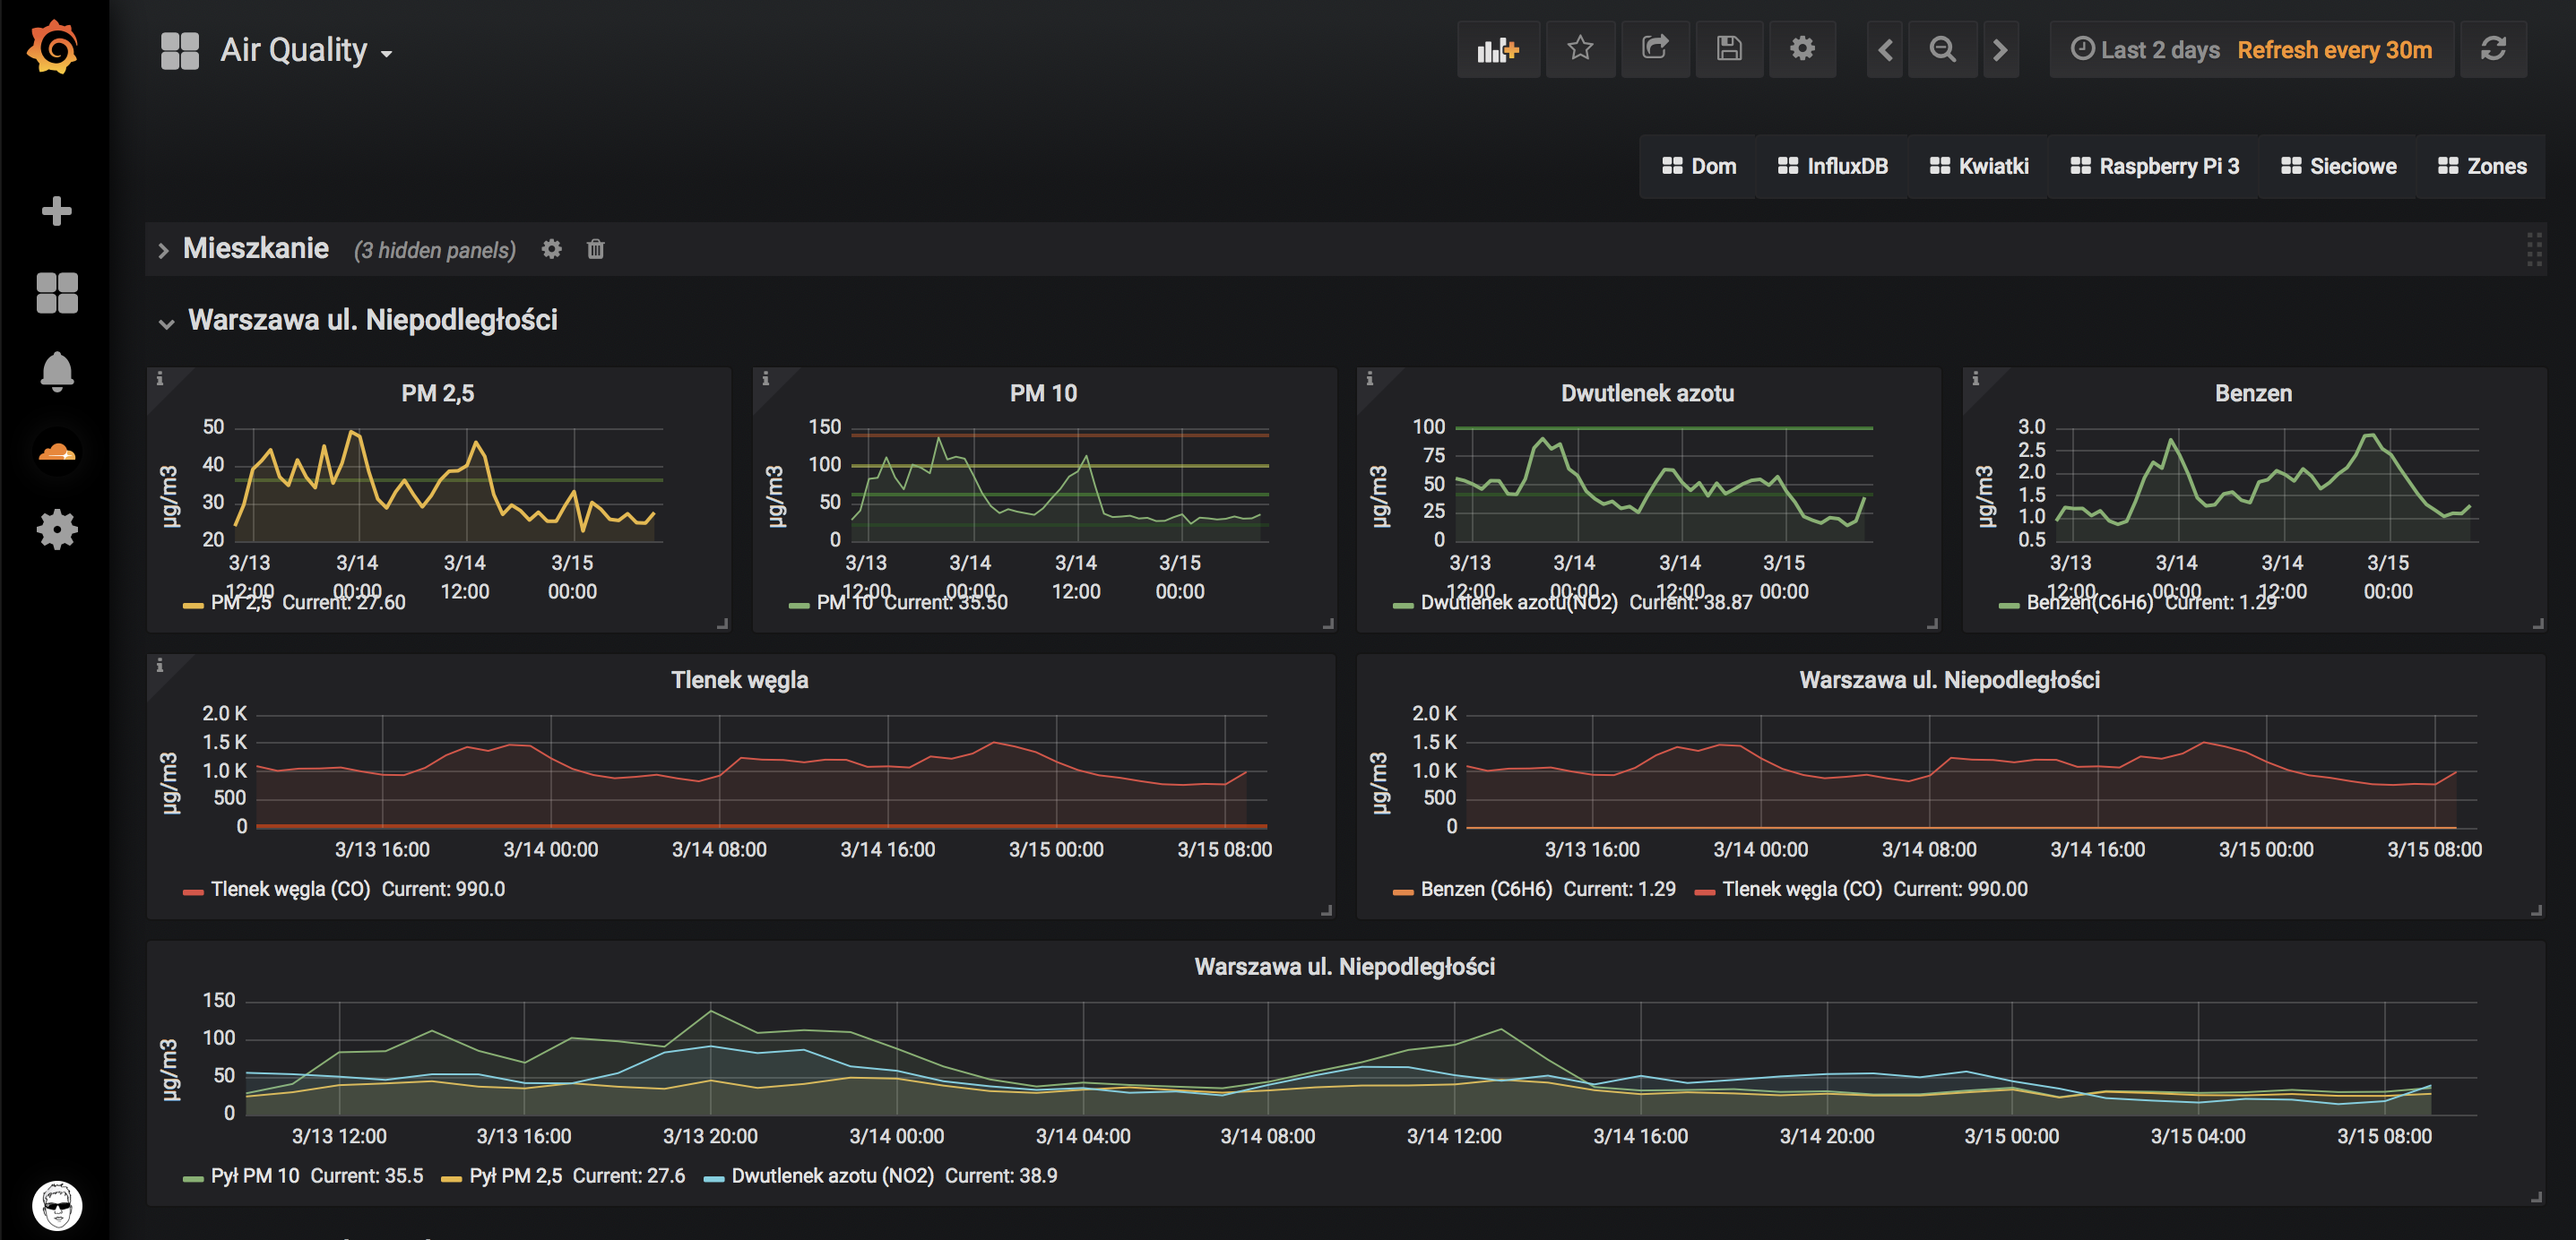 Air Quality
Last 2 days Refresh every 30m
Dom InfluxDB Kwiatki Raspberry Pi 3 Sieciowe Zones
Mieszkanie (3 hidden panels)
Warszawa ul. Niepodległości
PM 2,5
50
40
30
20
µg/m3
3/13 12:00 3/14 00:00 3/14 12:00 3/15 00:00
PM 2,5 Current: 27.60
PM 10
150
100
50
0
µg/m3
3/13 12:00 3/14 00:00 3/14 12:00 3/15 00:00
PM 10 Current: 35.50
Dwutlenek azotu
100
75
50
25
0
µg/m3
3/13 12:00 3/14 00:00 3/14 12:00 3/15 00:00
Dwutlenek azotu(NO2) Current: 38.87
Benzen
3.0
2.5
2.0
1.5
1.0
0.5
µg/m3
3/13 12:00 3/14 00:00 3/14 12:00 3/15 00:00
Benzen(C6H6) Current: 1.29
Tlenek węgla
2.0 K
1.5 K
1.0 K
500
0
µg/m3
3/13 16:00 3/14 00:00 3/14 08:00 3/14 16:00 3/15 00:00 3/15 08:00
Tlenek węgla (CO) Current: 990.0
Warszawa ul. Niepodległości
2.0 K
1.5 K
1.0 K
500
0
µg/m3
3/13 16:00 3/14 00:00 3/14 08:00 3/14 16:00 3/15 00:00 3/15 08:00
Benzen (C6H6) Current: 1.29 Tlenek węgla (CO) Current: 990.00
Warszawa ul. Niepodległości
150
100
50
0
µg/m3
3/13 12:00 3/13 16:00 3/13 20:00 3/14 00:00 3/14 04:00 3/14 08:00 3/14 12:00 3/14 16:00 3/14 20:00 3/15 00:00 3/15 04:00 3/15 08:00
Pył PM 10 Current: 35.5 Pył PM 2,5 Current: 27.6 Dwutlenek azotu (NO2) Current: 38.9